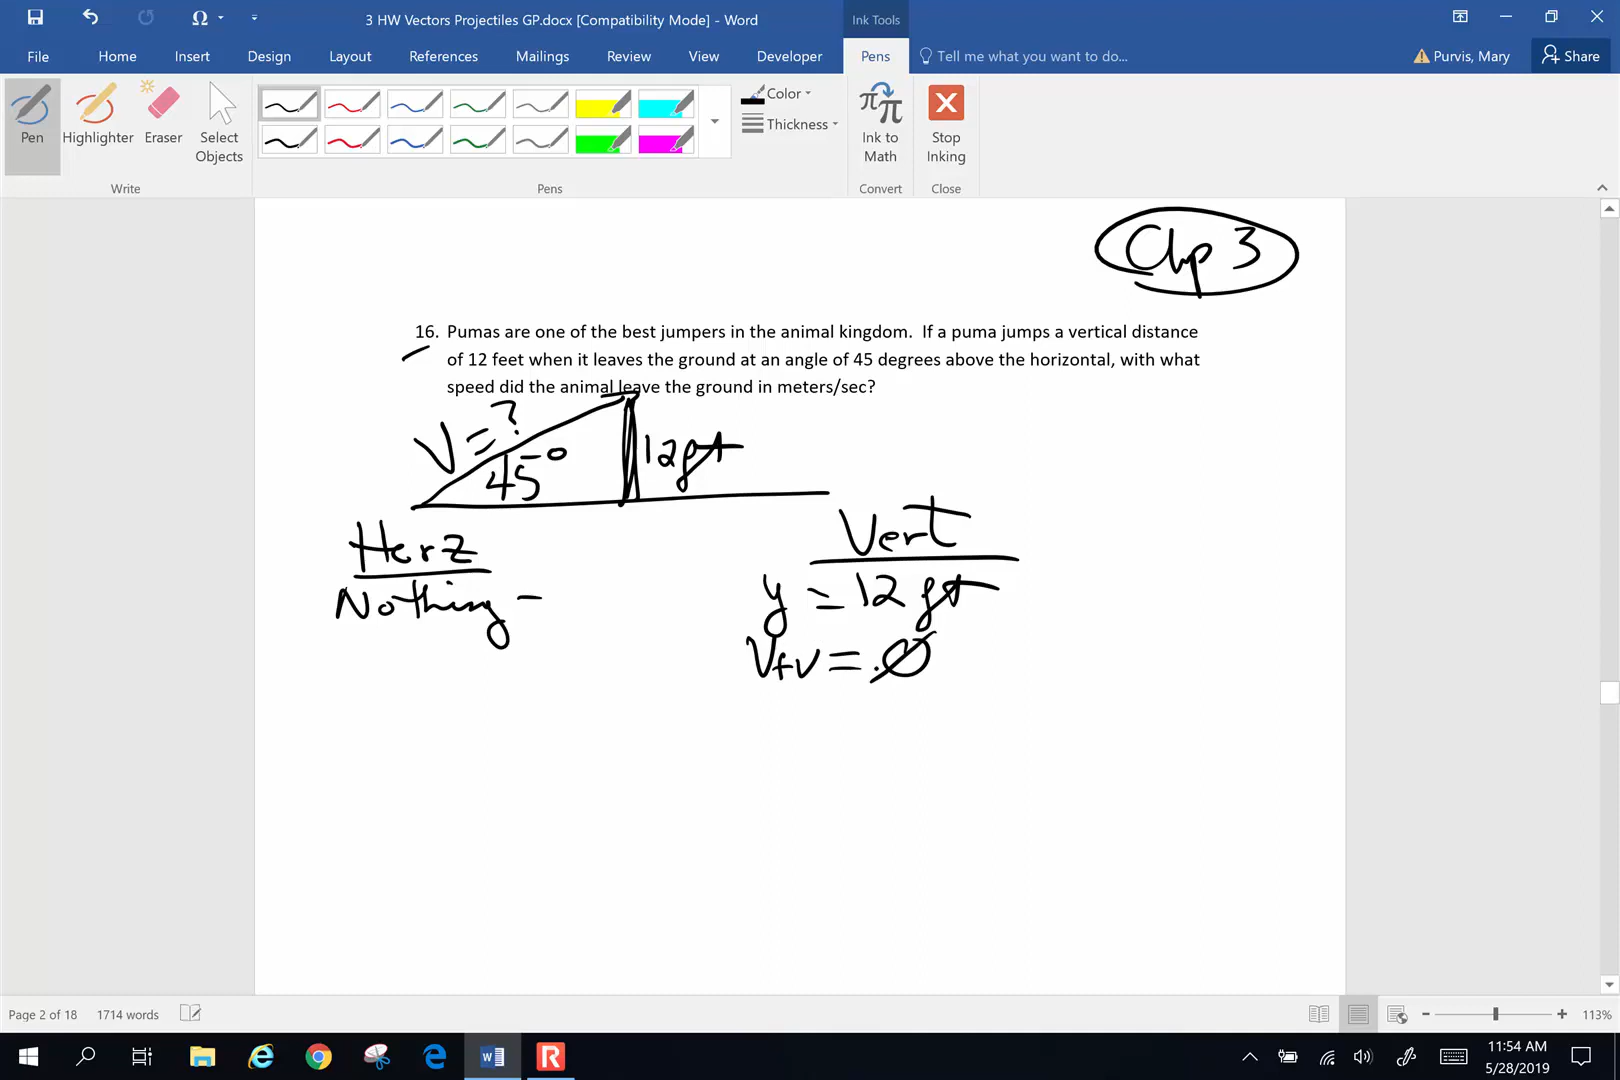 3 HW Vectors Projectiles GP.docx [Compatibility Mode] - Word
Ink Tools
File Home Insert Design Layout References Mailings Review View Developer Pens Tell me what you want to do... Purvis, Mary Share
Pen Highlighter Eraser Select Objects
Color
Thickness
Ink to Math
Stop Inking
Write Pens Convert Close
Chp 3
16. Pumas are one of the best jumpers in the animal kingdom. If a puma jumps a vertical distance
of 12 feet when it leaves the ground at an angle of 45 degrees above the horizontal, with what
speed did the animal leave the ground in meters/sec?
V = ?
45° 12 ft
Horz Vert
Nothing - y = 12 ft
Vfv = 0
Page 2 of 18 1714 words 113%
11:54 AM
5/28/2019